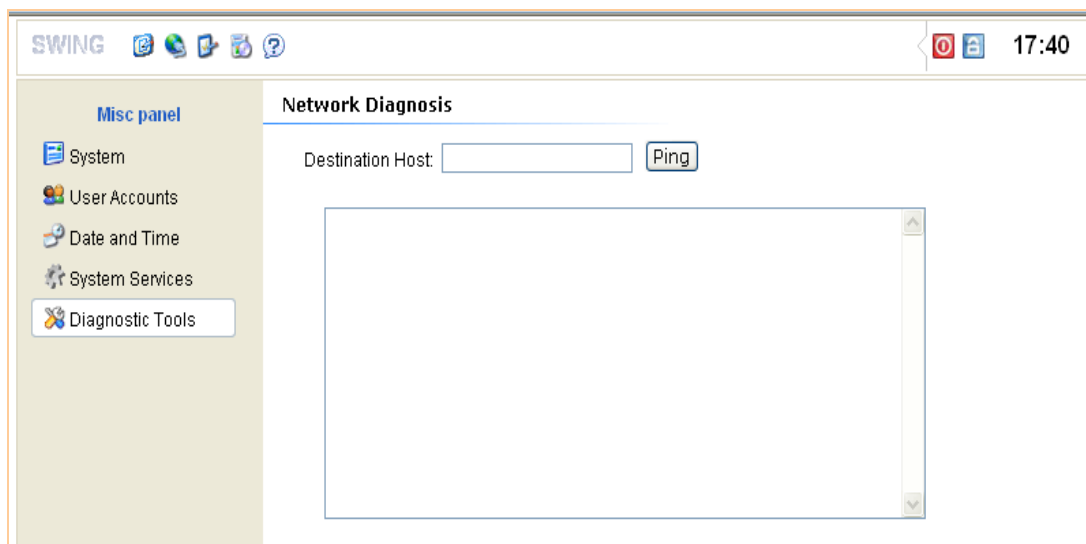 SWING
17:40
Misc panel
System
User Accounts
Date and Time
System Services
Diagnostic Tools
Network Diagnosis
Destination Host:
Ping